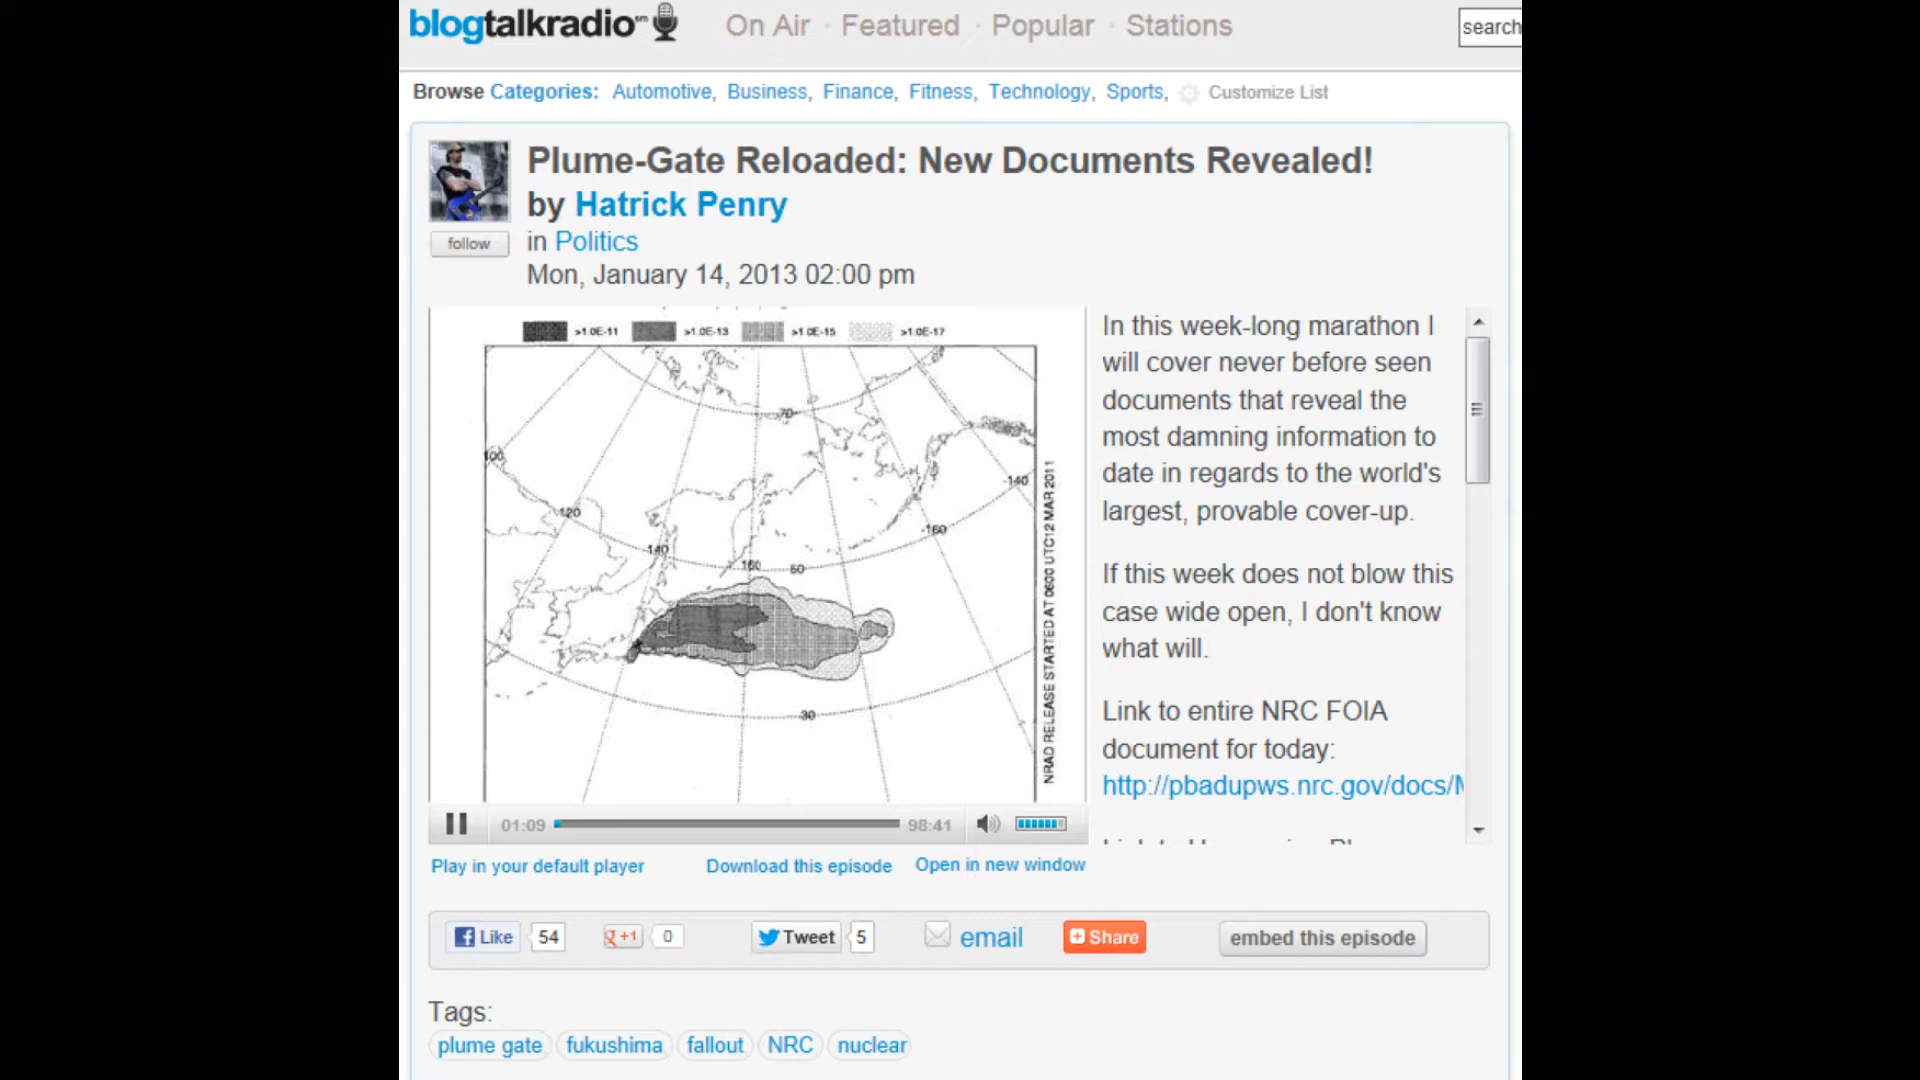 blogtalkradio On Air · Featured · Popular · Stations search
Browse Categories: Automotive, Business, Finance, Fitness, Technology, Sports, Customize List
Plume-Gate Reloaded: New Documents Revealed!
by Hatrick Penry
follow
in Politics
Mon, January 14, 2013 02:00 pm
>1.0E-11 >1.0E-13 >1.0E-15 >1.0E-17
70
100
120
140
160
50
-160
-140
30
NRAD RELEASE STARTED AT 0600 UTC12 MAR 2011
In this week-long marathon I
will cover never before seen
documents that reveal the
most damning information to
date in regards to the world's
largest, provable cover-up.
If this week does not blow this
case wide open, I don't know
what will.
Link to entire NRC FOIA
document for today:
http://pbadupws.nrc.gov/docs/M
01:09 98:41
Play in your default player Download this episode Open in new window
Like 54 +1 0 Tweet 5 email Share embed this episode
Tags:
plume gate fukushima fallout NRC nuclear